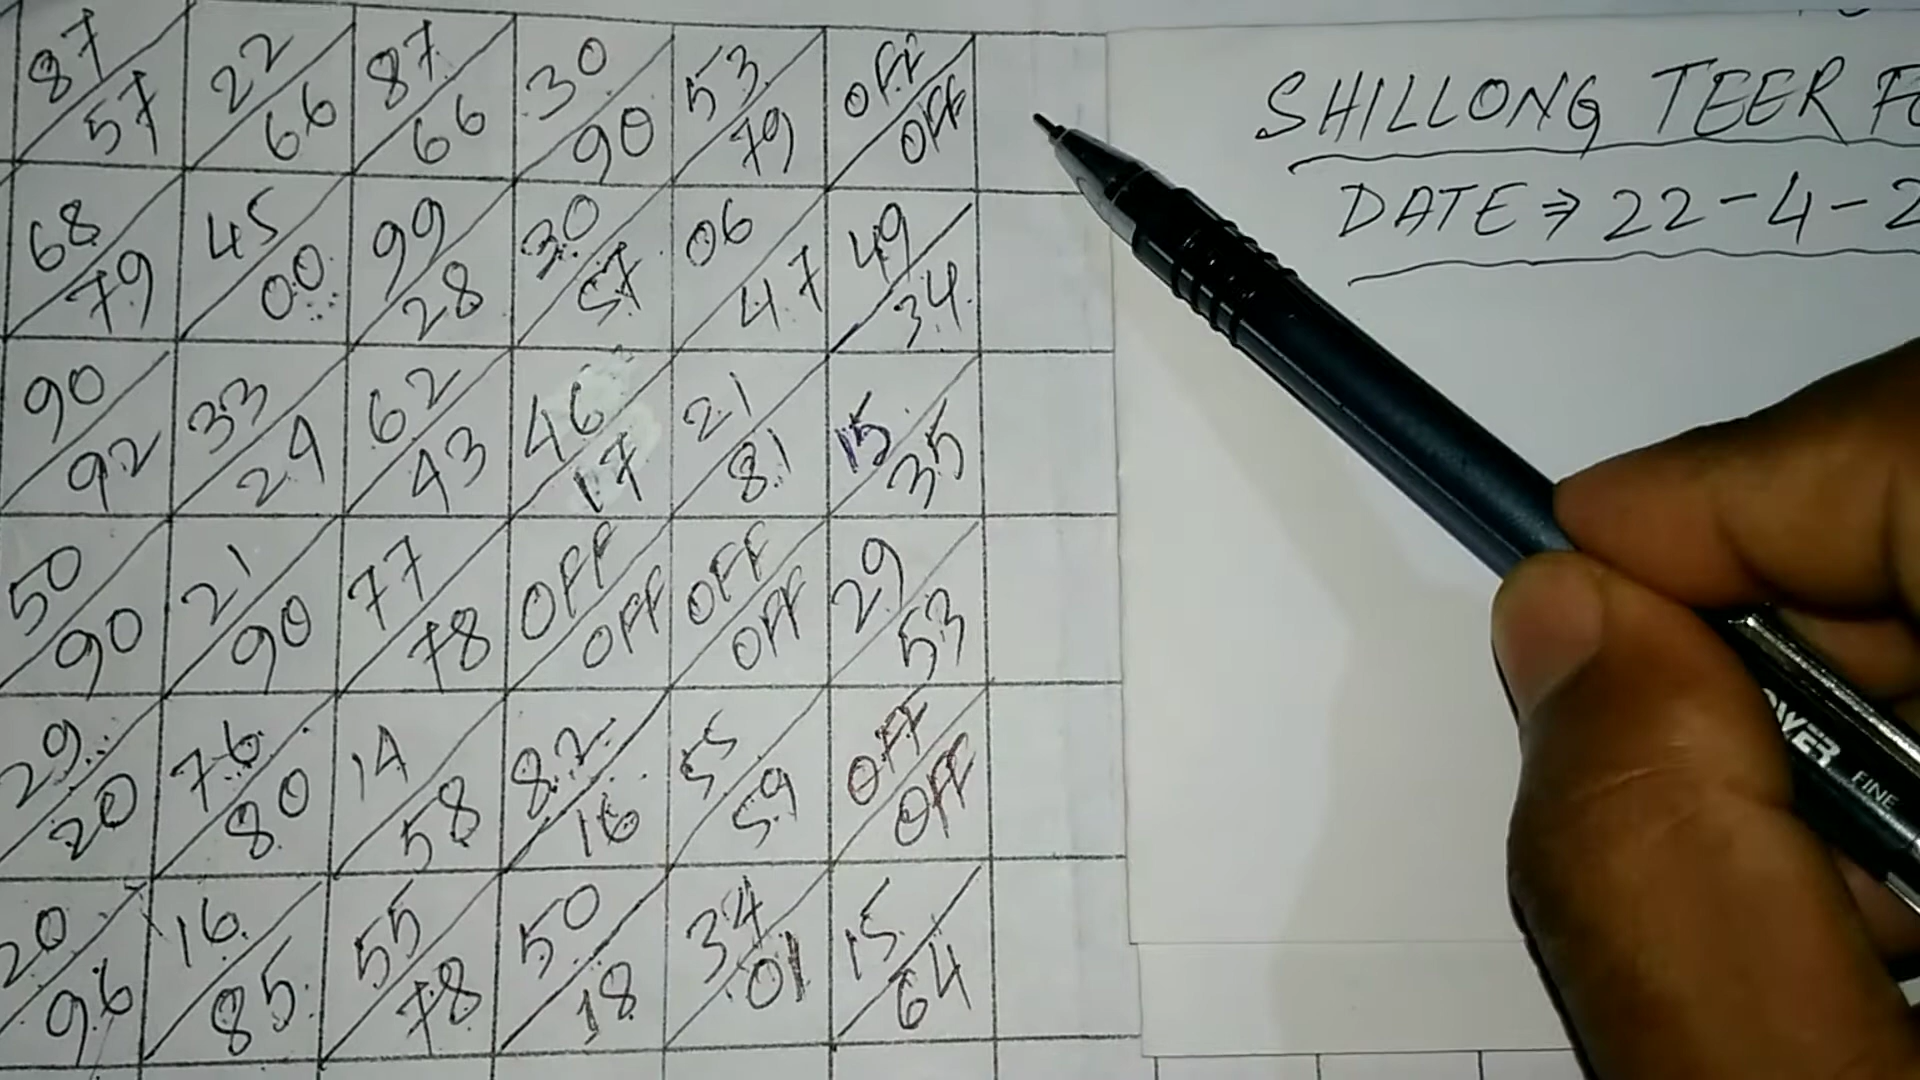 87/57 22/66 87/66 30/90 53/79 OFF/OFF
68/79 45/00 99/28 30/57 06/47 49/34
90/92 33/29 62/43 46/17 21/81 15/35
50/90 21/90 77/78 OFF/OFF OFF/OFF 29/53
29/20 76/80 14/58 82/16 55/59 OFF/OFF
20/96 16/85 55/78 50/18 34/01 15/64
SHILLONG TEER
DATE ⇒ 22-4-2
FINE